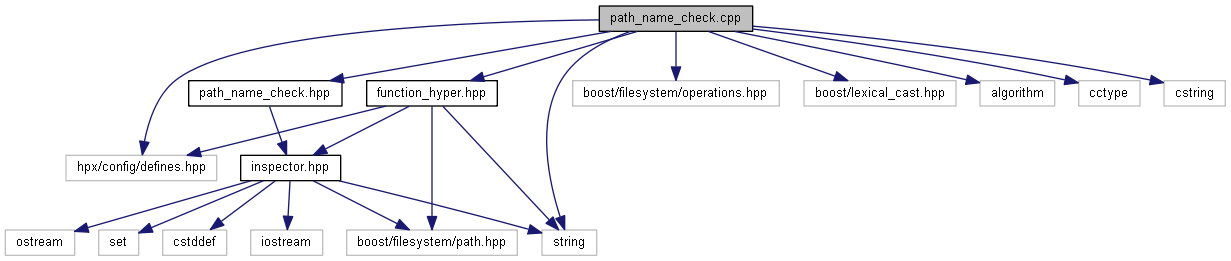 path_name_check.cpp
path_name_check.hpp
function_hyper.hpp
boost/filesystem/operations.hpp
boost/lexical_cast.hpp
algorithm
cctype
cstring
hpx/config/defines.hpp
inspector.hpp
ostream
set
cstddef
iostream
boost/filesystem/path.hpp
string